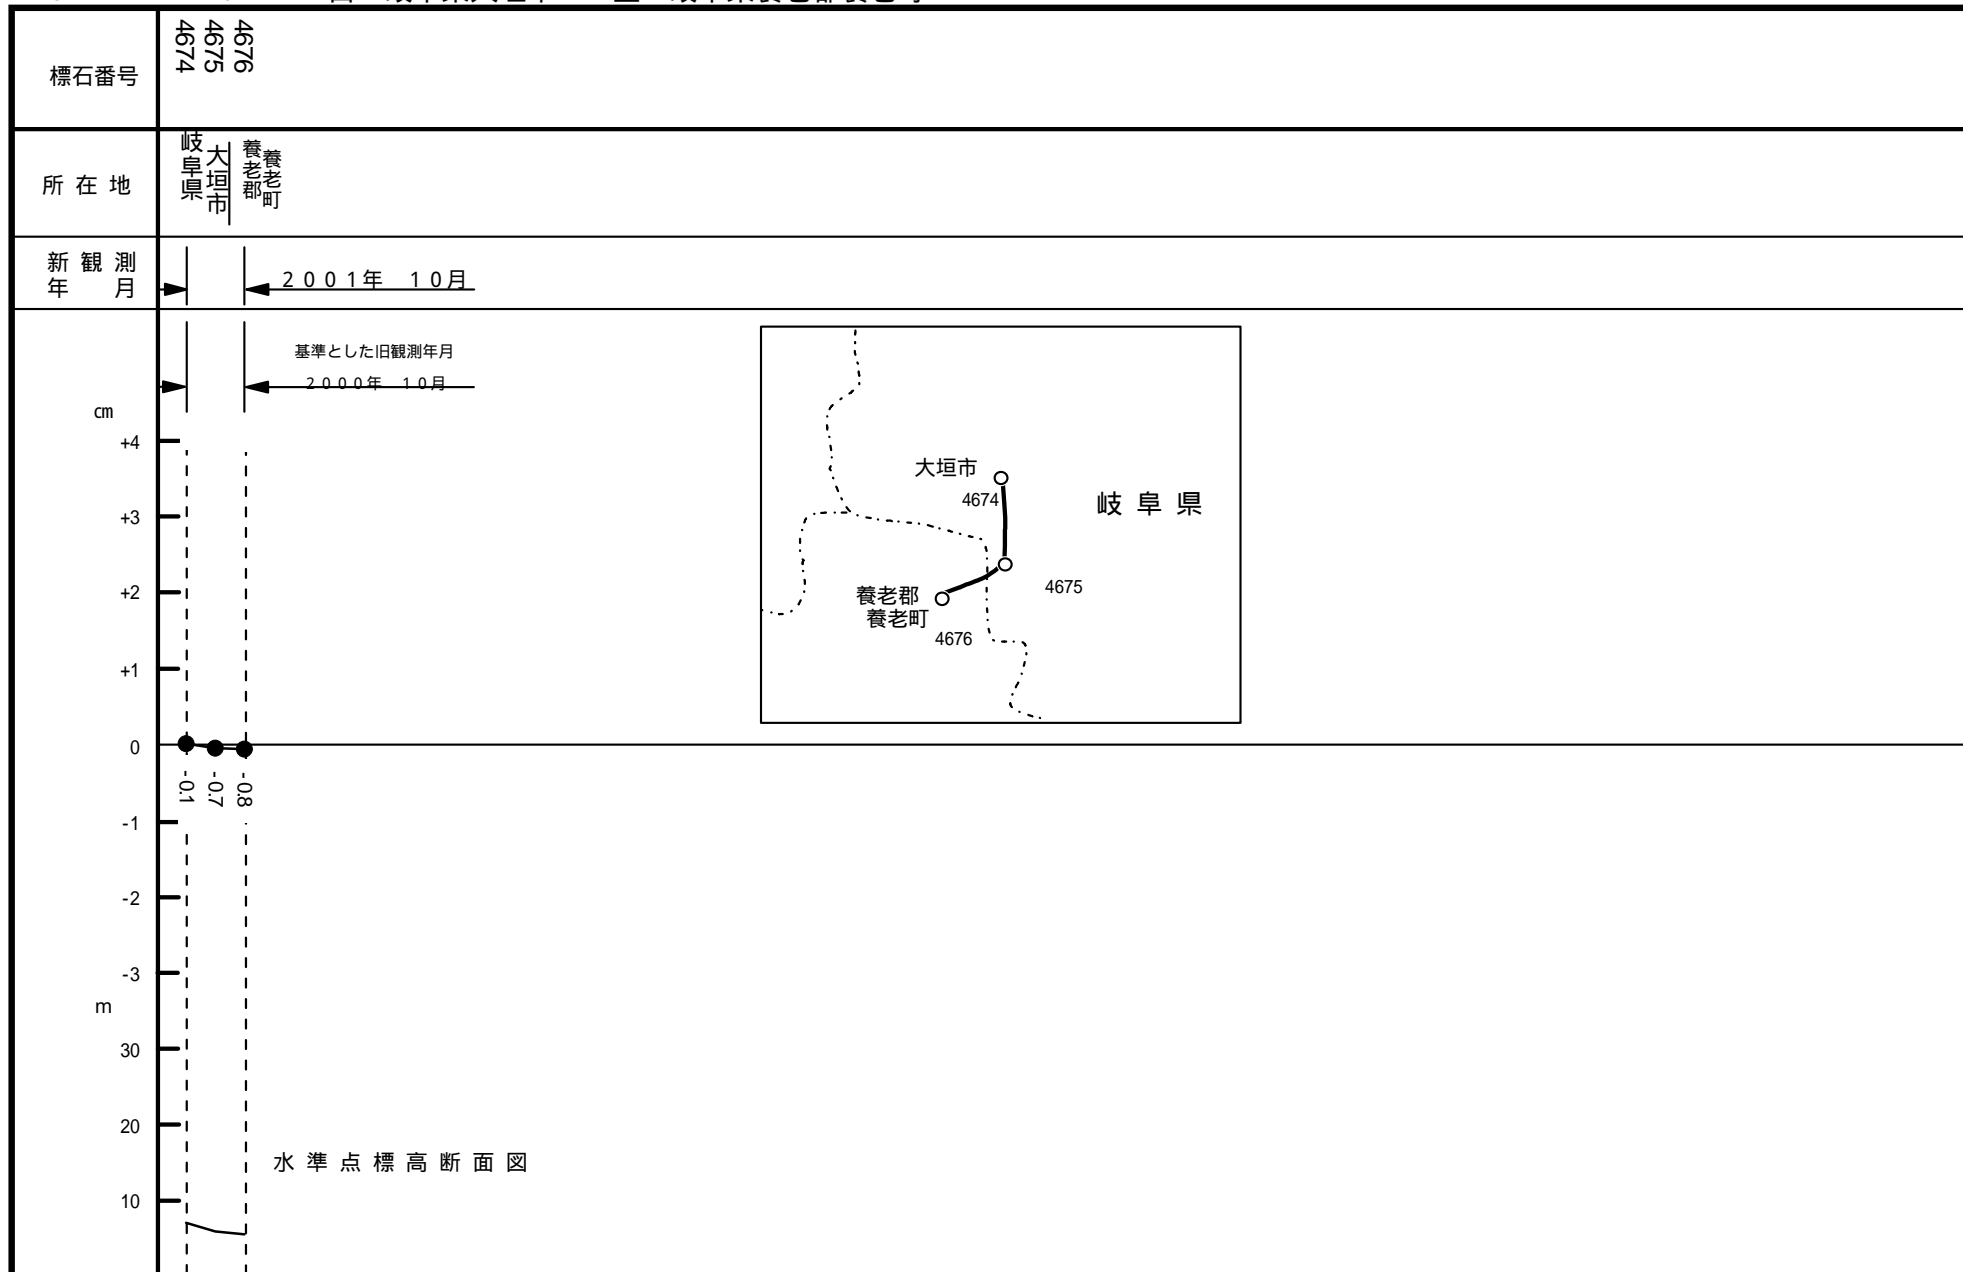 標石番号
4674
4675
4676
所在地
岐阜県
大垣市
養老郡
養老町
新観測
年 月
2001年 10月
基準とした旧観測年月
2000年 10月
cm
+4
+3
+2
+1
0
-1
-2
-3
-0.1
-0.7
-0.8
m
30
20
10
水準点標高断面図
大垣市
4674
岐阜県
4675
養老郡
養老町
4676